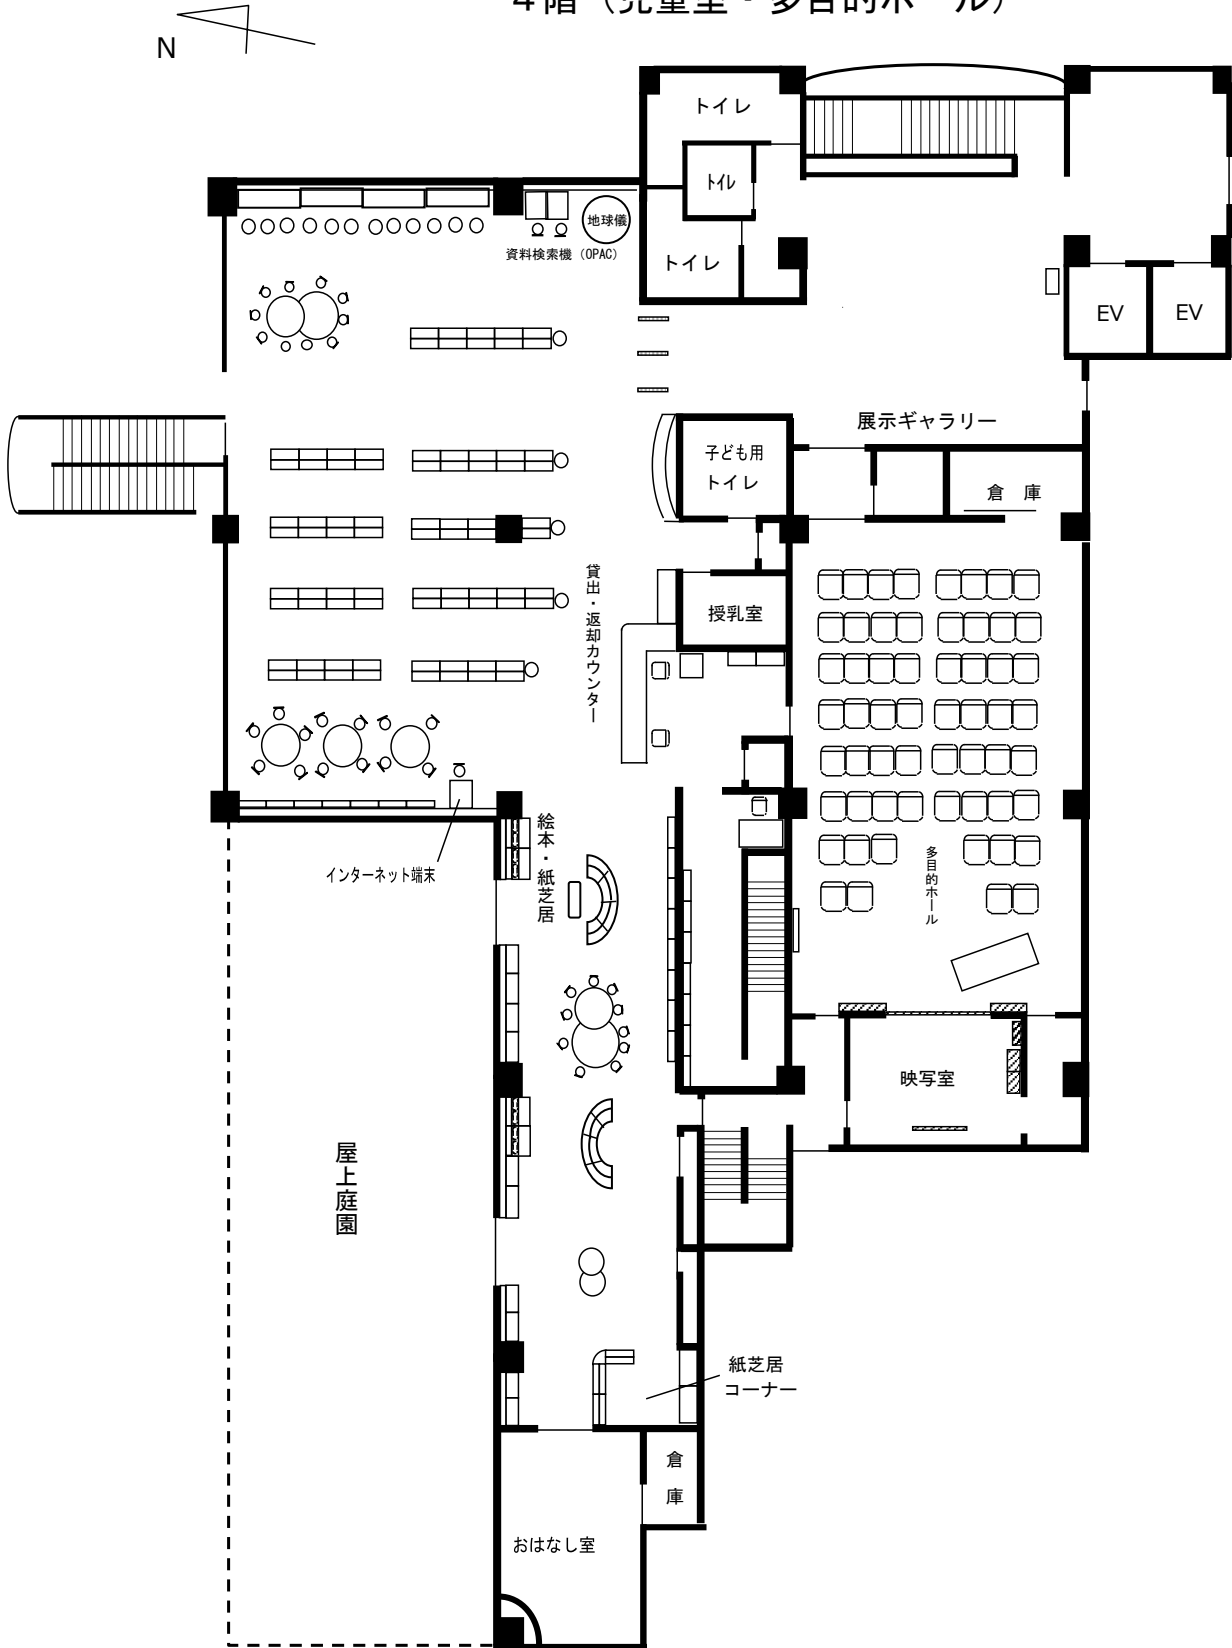 4階（児童室・多目的ホール）
N
トイレ
トイレ
トイレ
地球儀
資料検索機（OPAC）
EV
EV
展示ギャラリー
子ども用
トイレ
倉 庫
貸出・返却カウンター
授乳室
絵本・紙芝居
インターネット端末
多目的ホール
映写室
屋上庭園
紙芝居
コーナー
倉
庫
おはなし室